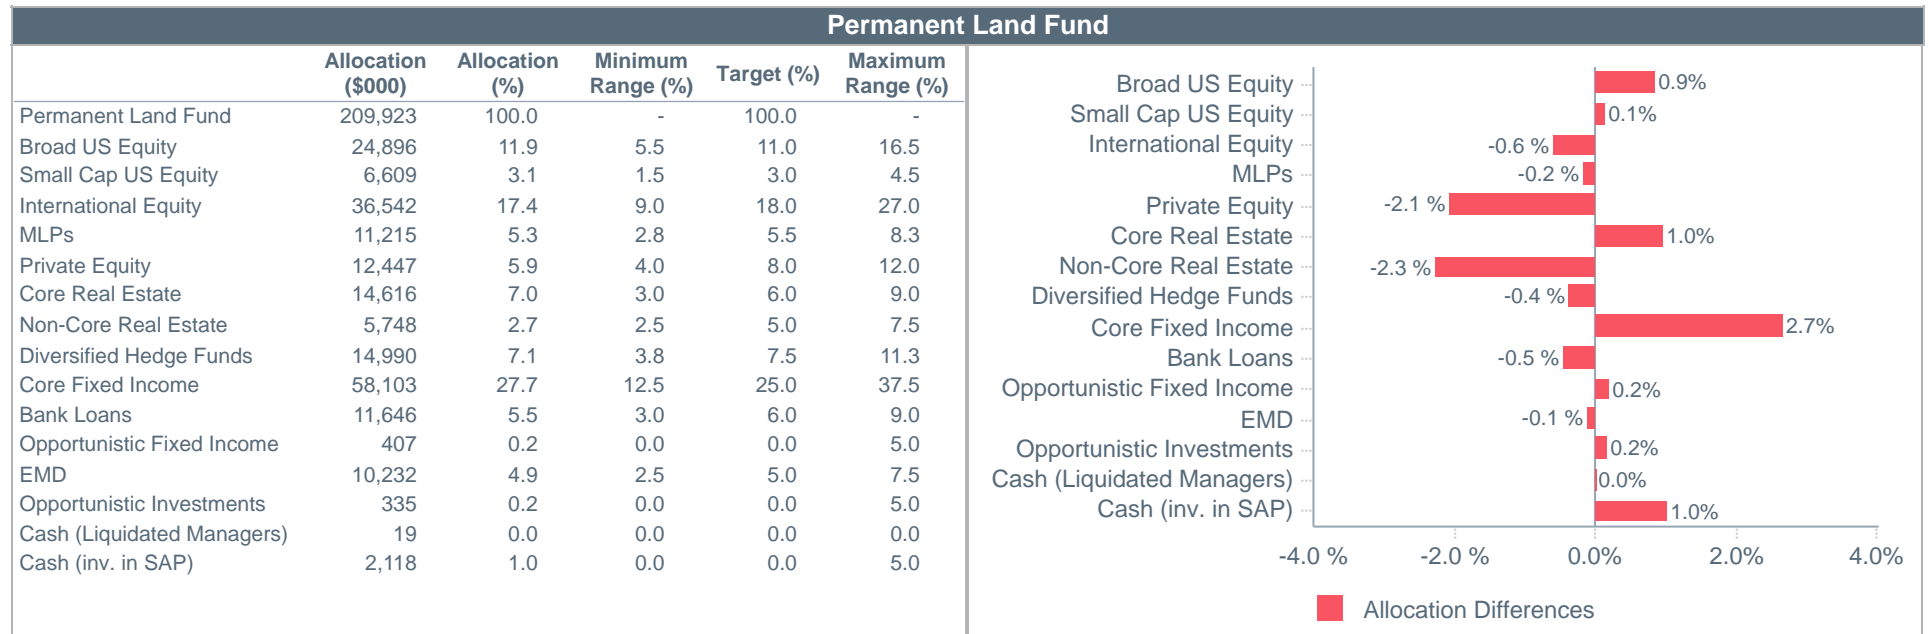 Permanent Land Fund
Allocation ($000) Allocation (%) Minimum Range (%) Target (%) Maximum Range (%)
Permanent Land Fund 209,923 100.0 - 100.0 -
Broad US Equity 24,896 11.9 5.5 11.0 16.5
Small Cap US Equity 6,609 3.1 1.5 3.0 4.5
International Equity 36,542 17.4 9.0 18.0 27.0
MLPs 11,215 5.3 2.8 5.5 8.3
Private Equity 12,447 5.9 4.0 8.0 12.0
Core Real Estate 14,616 7.0 3.0 6.0 9.0
Non-Core Real Estate 5,748 2.7 2.5 5.0 7.5
Diversified Hedge Funds 14,990 7.1 3.8 7.5 11.3
Core Fixed Income 58,103 27.7 12.5 25.0 37.5
Bank Loans 11,646 5.5 3.0 6.0 9.0
Opportunistic Fixed Income 407 0.2 0.0 0.0 5.0
EMD 10,232 4.9 2.5 5.0 7.5
Opportunistic Investments 335 0.2 0.0 0.0 5.0
Cash (Liquidated Managers) 19 0.0 0.0 0.0 0.0
Cash (inv. in SAP) 2,118 1.0 0.0 0.0 5.0
Broad US Equity 0.9%
Small Cap US Equity 0.1%
International Equity -0.6 %
MLPs -0.2 %
Private Equity -2.1 %
Core Real Estate 1.0%
Non-Core Real Estate -2.3 %
Diversified Hedge Funds -0.4 %
Core Fixed Income 2.7%
Bank Loans -0.5 %
Opportunistic Fixed Income 0.2%
EMD -0.1 %
Opportunistic Investments 0.2%
Cash (Liquidated Managers) 0.0%
Cash (inv. in SAP) 1.0%
-4.0 % -2.0 % 0.0% 2.0% 4.0%
Allocation Differences